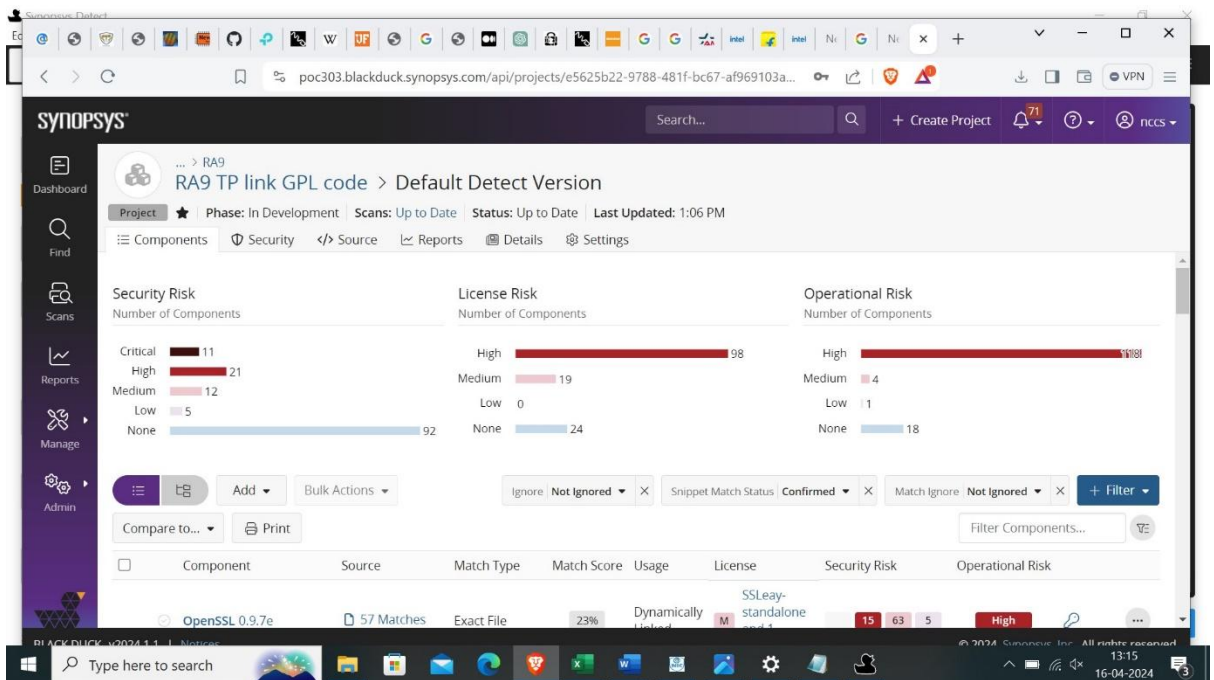 Synopsys Detect
poc303.blackduck.synopsys.com/api/projects/e5625b22-9788-481f-bc67-af969103a...
VPN
SYNOPSYS®
Search...
+ Create Project
71
nccs
Dashboard
Find
Scans
Reports
Manage
Admin
... > RA9
RA9 TP link GPL code > Default Detect Version
Project Phase: In Development Scans: Up to Date Status: Up to Date Last Updated: 1:06 PM
Components Security </> Source Reports Details Settings
Security Risk
Number of Components
Critical 11
High 21
Medium 12
Low 5
None 92
License Risk
Number of Components
High 98
Medium 19
Low 0
None 24
Operational Risk
Number of Components
High
Medium 4
Low 1
None 18
Add Bulk Actions Ignore Not Ignored × Snippet Match Status Confirmed × Match Ignore Not Ignored × + Filter
Compare to... Print Filter Components...
Component Source Match Type Match Score Usage License Security Risk Operational Risk
OpenSSL 0.9.7e 57 Matches Exact File 23% Dynamically M SSLeay-standalone 15 63 5 High ...
BLACK DUCK v2024.1.1 | Notices © 2024 Synopsys, Inc. All rights reserved
Type here to search
13:15
16-04-2024
3